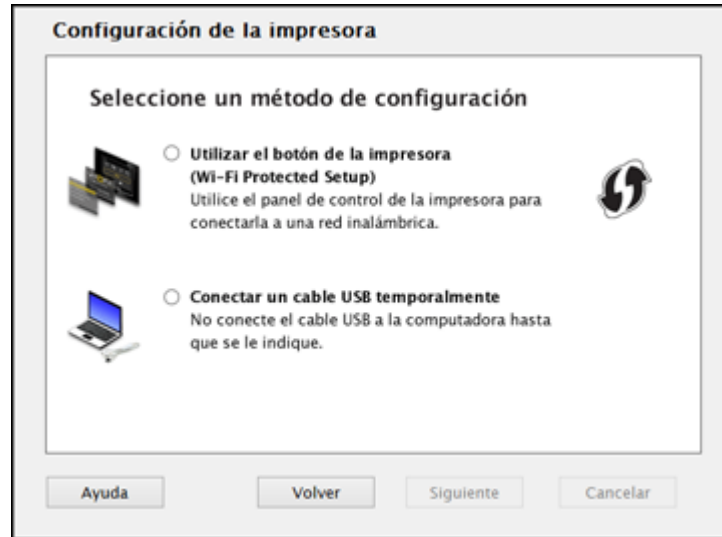 Configuración de la impresora
Seleccione un método de configuración
Utilizar el botón de la impresora
(Wi-Fi Protected Setup)
Utilice el panel de control de la impresora para
conectarla a una red inalámbrica.
Conectar un cable USB temporalmente
No conecte el cable USB a la computadora hasta
que se le indique.
Ayuda
Volver
Siguiente
Cancelar